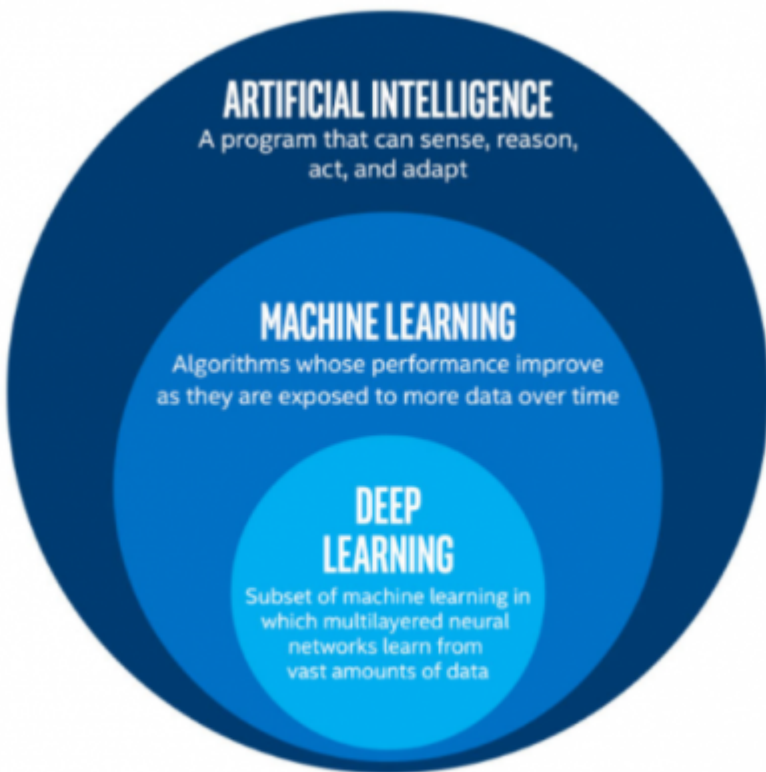 ARTIFICIAL INTELLIGENCE
A program that can sense, reason,
act, and adapt
MACHINE LEARNING
Algorithms whose performance improve
as they are exposed to more data over time
DEEP
LEARNING
Subset of machine learning in
which multilayered neural
networks learn from
vast amounts of data